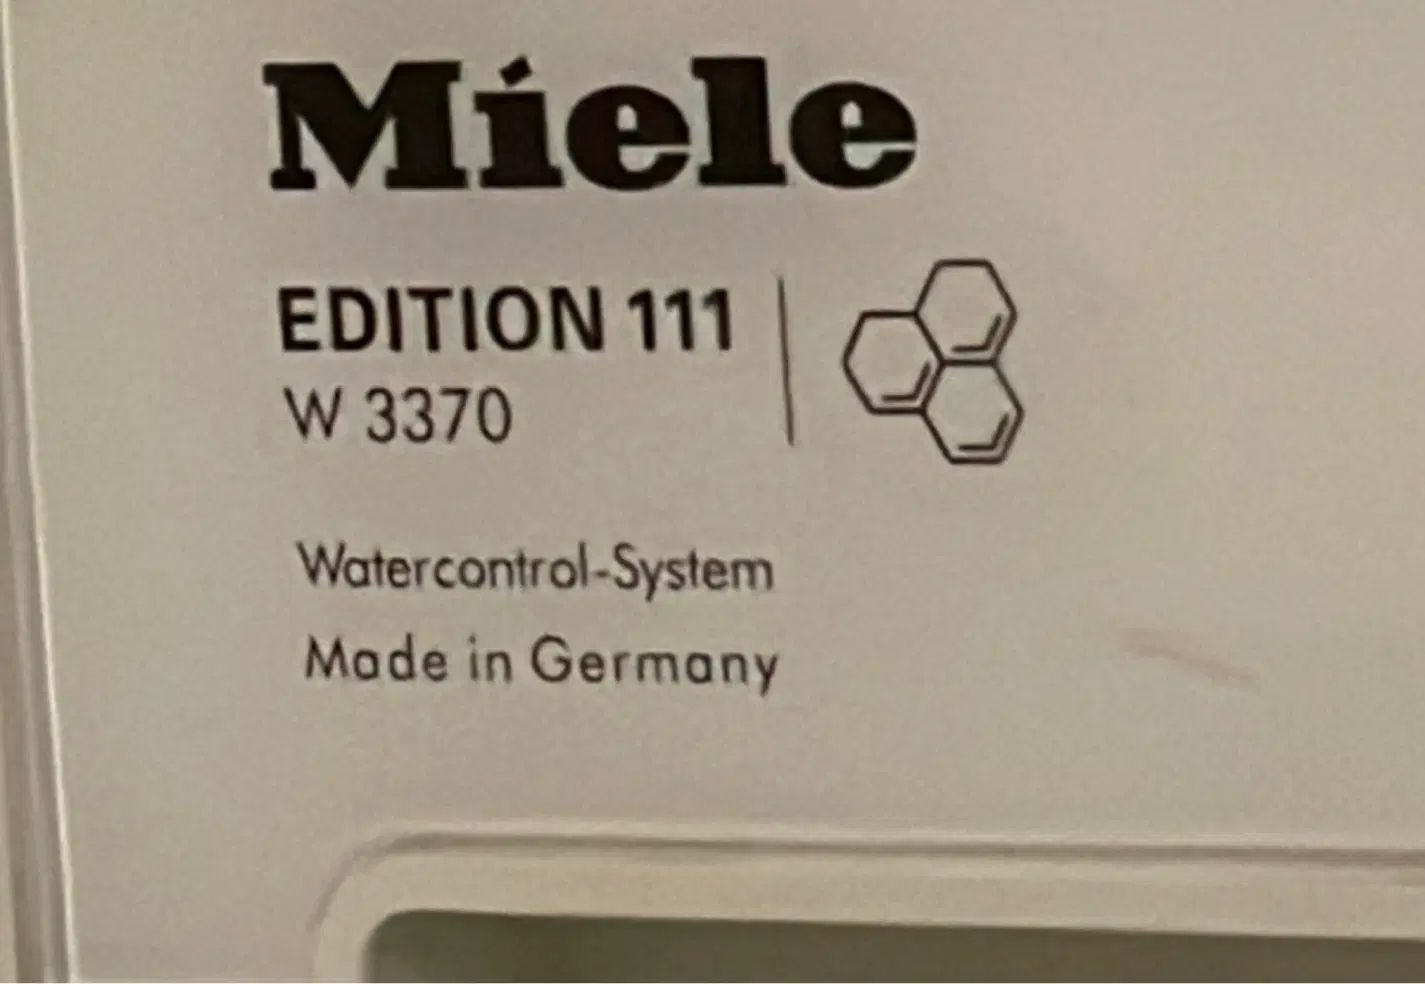 Miele
EDITION 111
W 3370
Watercontrol-System
Made in Germany